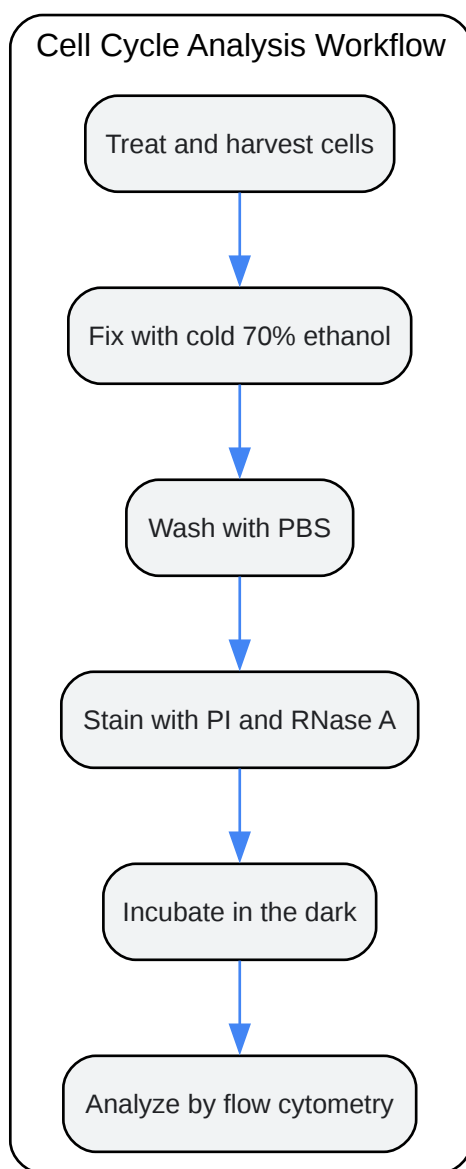 Cell Cycle Analysis Workflow
Treat and harvest cells
Fix with cold 70% ethanol
Wash with PBS
Stain with PI and RNase A
Incubate in the dark
Analyze by flow cytometry